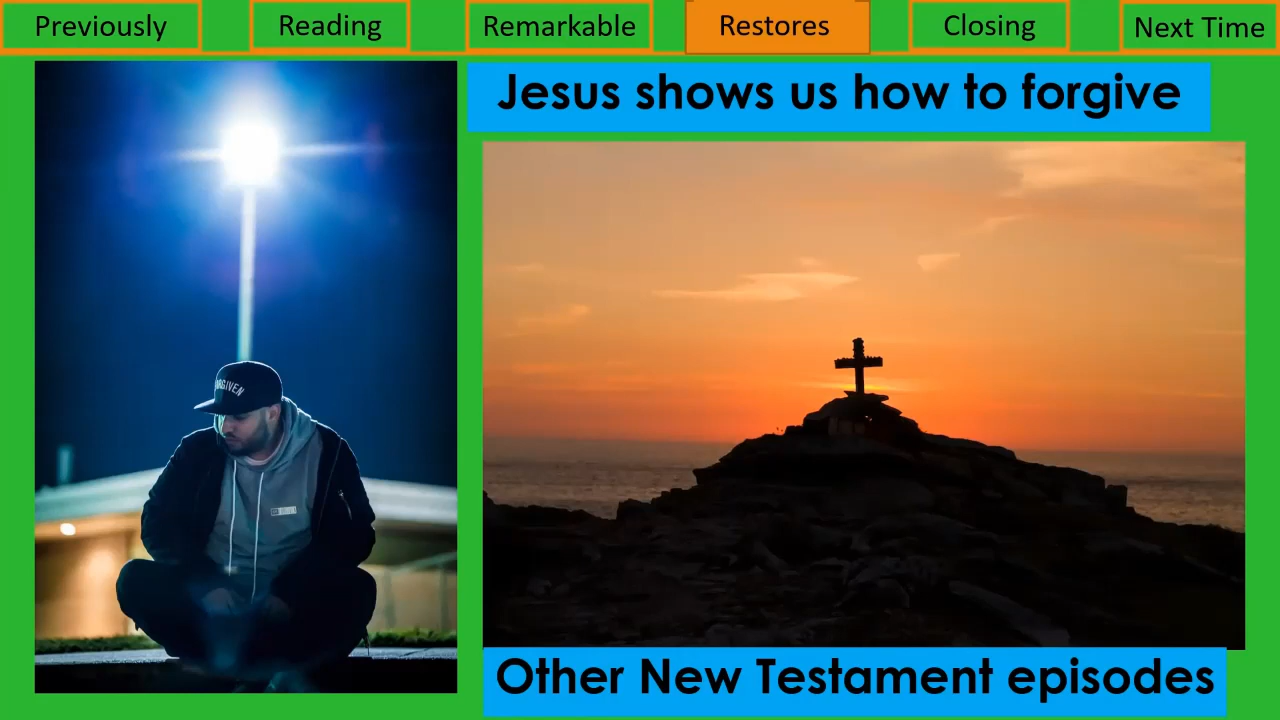 Previously
Reading
Remarkable
Restores
Closing
Next Time
Jesus shows us how to forgive
Other New Testament episodes